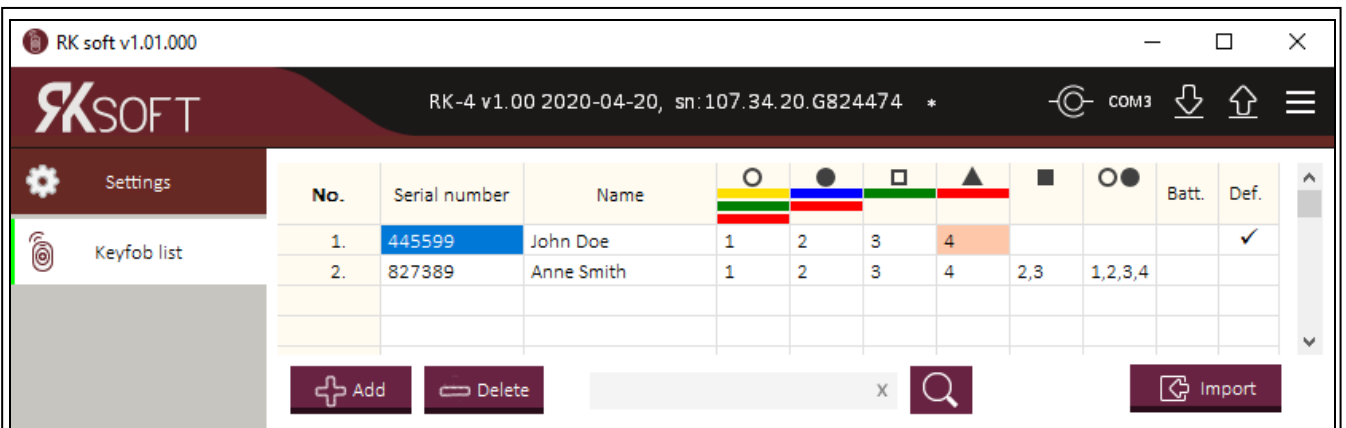 RK soft v1.01.000
RKSOFT
RK-4 v1.00 2020-04-20, sn:107.34.20.G824474 *
COM3
Settings
Keyfob list
No. Serial number Name Batt. Def.
1. 445599 John Doe 1 2 3 4
2. 827389 Anne Smith 1 2 3 4 2,3 1,2,3,4
Add Delete X Import